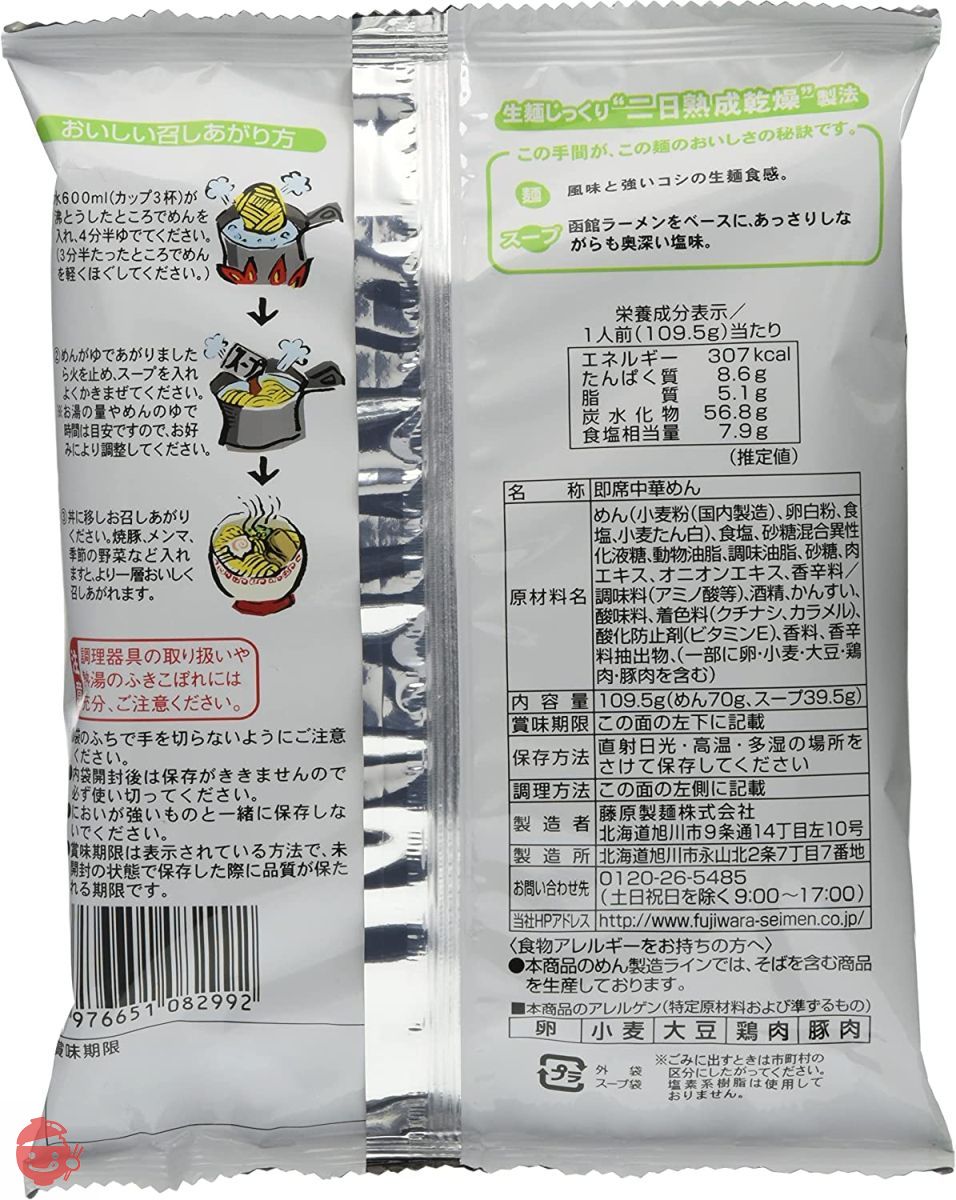 おいしい召しあがり方
水600ml(カップ3杯)が
沸とうしたところでめんを
入れ、4分半ゆでてください。
(3分半たったところでめん
を軽くほぐしてください。)
②めんがゆであがりました
ら火を止め、スープを入れ
よくかきまぜてください。
※お湯の量やめんのゆで
時間は目安ですので、お好
みにより調整してください。
スープ
③丼に移しお召しあがり
ください。焼豚、メンマ、
季節の野菜など入れ
ますと、より一層おいしく
召しあがれます。
注意
調理器具の取り扱いや
熱湯のふきこぼれには
充分、ご注意ください。
袋のふちで手を切らないようにご注意
ください。
●内袋開封後は保存がききませんので
必ず使い切ってください。
●においが強いものと一緒に保存しな
いでください。
●賞味期限は表示されている方法で、未
開封の状態で保存した際に品質が保た
れる期限です。
976651 082992
賞味期限
生麺じっくり“二日熟成乾燥”製法
この手間が、この麺のおいしさの秘訣です。
麺 風味と強いコシの生麺食感。
スープ 函館ラーメンをベースに、あっさりしな
がらも奥深い塩味。
栄養成分表示/
1人前(109.5g)当たり
エネルギー 307kcal
たんぱく質 8.6g
脂質 5.1g
炭水化物 56.8g
食塩相当量 7.9g
(推定値)
名称 即席中華めん
原材料名 めん(小麦粉(国内製造)、卵白粉、食
塩、小麦たん白)、食塩、砂糖混合異性
化液糖、動物油脂、調味油脂、砂糖、肉
エキス、オニオンエキス、香辛料/
調味料(アミノ酸等)、酒精、かんすい、
酸味料、着色料(クチナシ、カラメル)、
酸化防止剤(ビタミンE)、香料、香辛
料抽出物、(一部に卵・小麦・大豆・鶏
肉・豚肉を含む)
内容量 109.5g(めん70g、スープ39.5g)
賞味期限 この面の左下に記載
保存方法 直射日光・高温・多湿の場所を
さけて保存してください
調理方法 この面の左側に記載
製造者 藤原製麺株式会社
北海道旭川市9条通14丁目左10号
製造所 北海道旭川市永山北2条7丁目7番地
お問い合わせ先 0120-26-5485
(土日祝日を除く9:00〜17:00)
当社HPアドレス http://www.fujiwara-seimen.co.jp/
〈食物アレルギーをお持ちの方へ〉
●本商品のめん製造ラインでは、そばを含む商品
を生産しております。
■本商品のアレルゲン(特定原材料および準ずるもの)
卵 小麦 大豆 鶏肉 豚肉
プラ 外袋
スープ袋
※ごみに出すときは市町村の
区分にしたがってください。
塩素系樹脂は使用して
おりません。